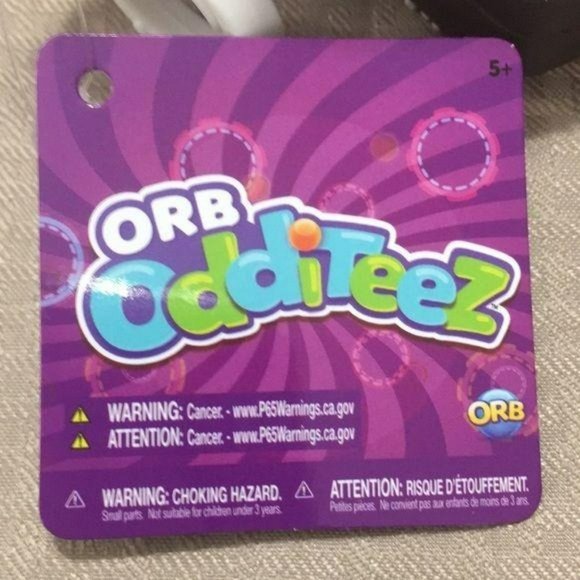 5+
ORB
OddiTeez™
ORB
WARNING: Cancer. - www.P65Warnings.ca.gov
ATTENTION: Cancer. - www.P65Warnings.ca.gov
WARNING: CHOKING HAZARD.
Small parts. Not suitable for children under 3 years.
ATTENTION: RISQUE D'ÉTOUFFEMENT.
Petites pièces. Ne convient pas aux enfants de moins de 3 ans.